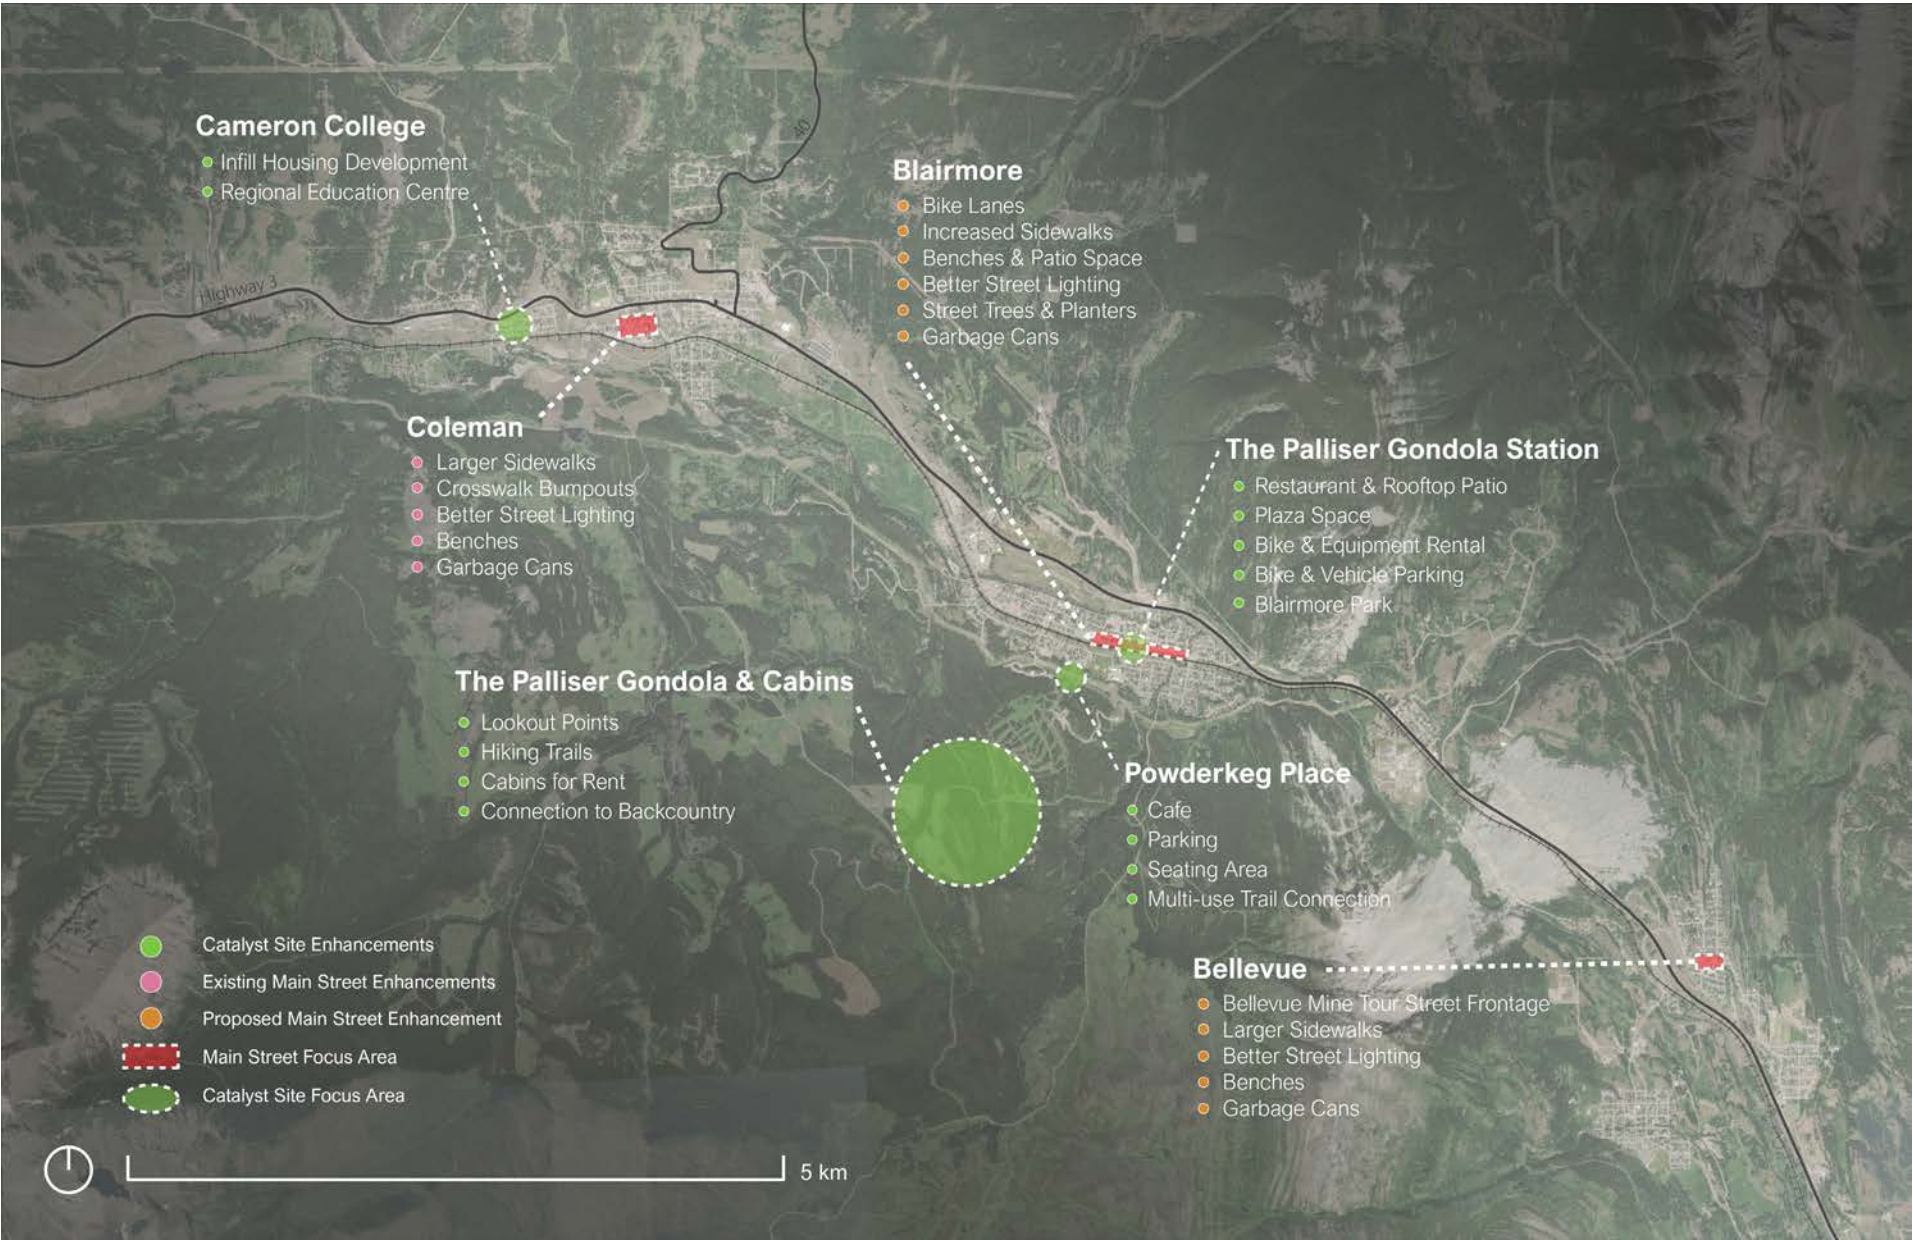 Cameron College
Infill Housing Development
Regional Education Centre
40
Highway 3
Blairmore
Bike Lanes
Increased Sidewalks
Benches & Patio Space
Better Street Lighting
Street Trees & Planters
Garbage Cans
Coleman
Larger Sidewalks
Crosswalk Bumpouts
Better Street Lighting
Benches
Garbage Cans
The Palliser Gondola Station
Restaurant & Rooftop Patio
Plaza Space
Bike & Equipment Rental
Bike & Vehicle Parking
Blairmore Park
The Palliser Gondola & Cabins
Lookout Points
Hiking Trails
Cabins for Rent
Connection to Backcountry
Powderkeg Place
Cafe
Parking
Seating Area
Multi-use Trail Connection
Bellevue
Bellevue Mine Tour Street Frontage
Larger Sidewalks
Better Street Lighting
Benches
Garbage Cans
Catalyst Site Enhancements
Existing Main Street Enhancements
Proposed Main Street Enhancement
Main Street Focus Area
Catalyst Site Focus Area
5 km